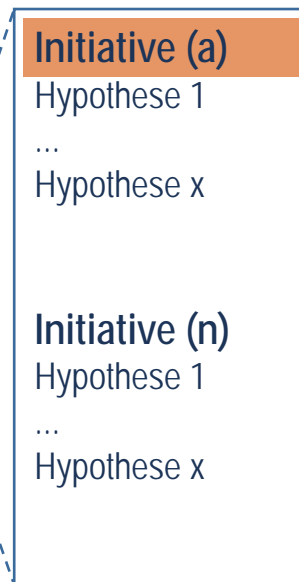 Initiative (a)
Hypothese 1
...
Hypothese x
Initiative (n)
Hypothese 1
...
Hypothese x